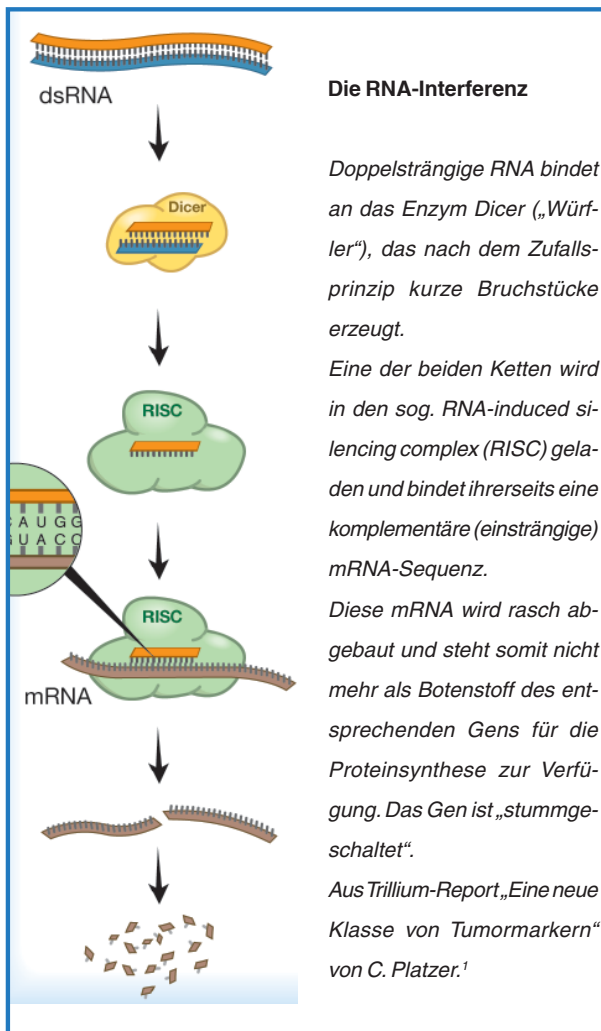 dsRNA
Dicer
RISC
CAUGG
GUACC
RISC
mRNA
Die RNA-Interferenz
Doppelsträngige RNA bindet
an das Enzym Dicer („Würf-
ler“), das nach dem Zufalls-
prinzip kurze Bruchstücke
erzeugt.
Eine der beiden Ketten wird
in den sog. RNA-induced si-
lencing complex (RISC) gela-
den und bindet ihrerseits eine
komplementäre (einsträngige)
mRNA-Sequenz.
Diese mRNA wird rasch ab-
gebaut und steht somit nicht
mehr als Botenstoff des ent-
sprechenden Gens für die
Proteinsynthese zur Verfü-
gung. Das Gen ist „stummge-
schaltet“.
Aus Trillium-Report „Eine neue
Klasse von Tumormarkern“
von C. Platzer.¹